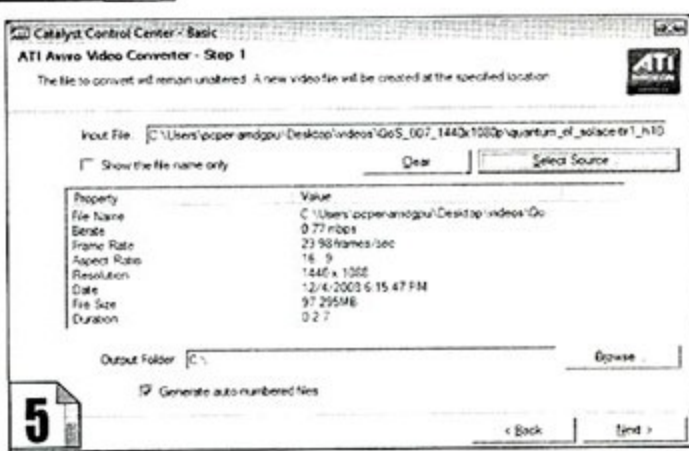 Catalyst Control Center - Basic
ATI Avivo Video Converter - Step 1
The file to convert will remain unaltered. A new video file will be created at the specified location
ATI
RADEON
Input File: C:\Users\pcper-amdgpu\Desktop\videos\QoS_007_1440x1080p\quantum_of_solace-tr1_h10
Show the file name only
Clear
Select Source...
Property Value
File Name C:\Users\pcper-amdgpu\Desktop\videos\Qo
Bitrate 0.77 mbps
Frame Rate 23.98 frames/sec
Aspect Ratio 16 : 9
Resolution 1440 x 1088
Date 12/4/2008 6:15:47 PM
File Size 97.295MB
Duration 0:2:7
Output Folder C:\
Browse...
Generate auto-numbered files
5
< Back
Next >